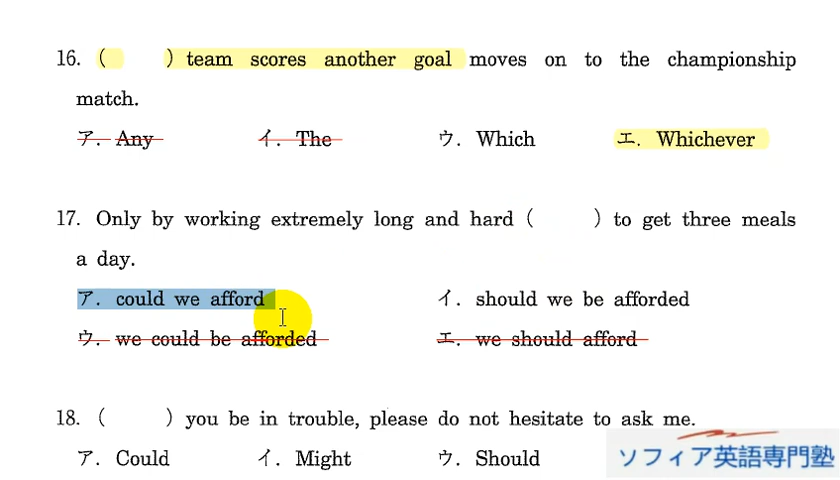 16. ( ) team scores another goal moves on to the championship
match.
ア. Any イ. The ウ. Which エ. Whichever
17. Only by working extremely long and hard ( ) to get three meals
a day.
ア. could we afford イ. should we be afforded
ウ. we could be afforded エ. we should afford
18. ( ) you be in trouble, please do not hesitate to ask me.
ア. Could イ. Might ウ. Should
ソフィア英語専門塾